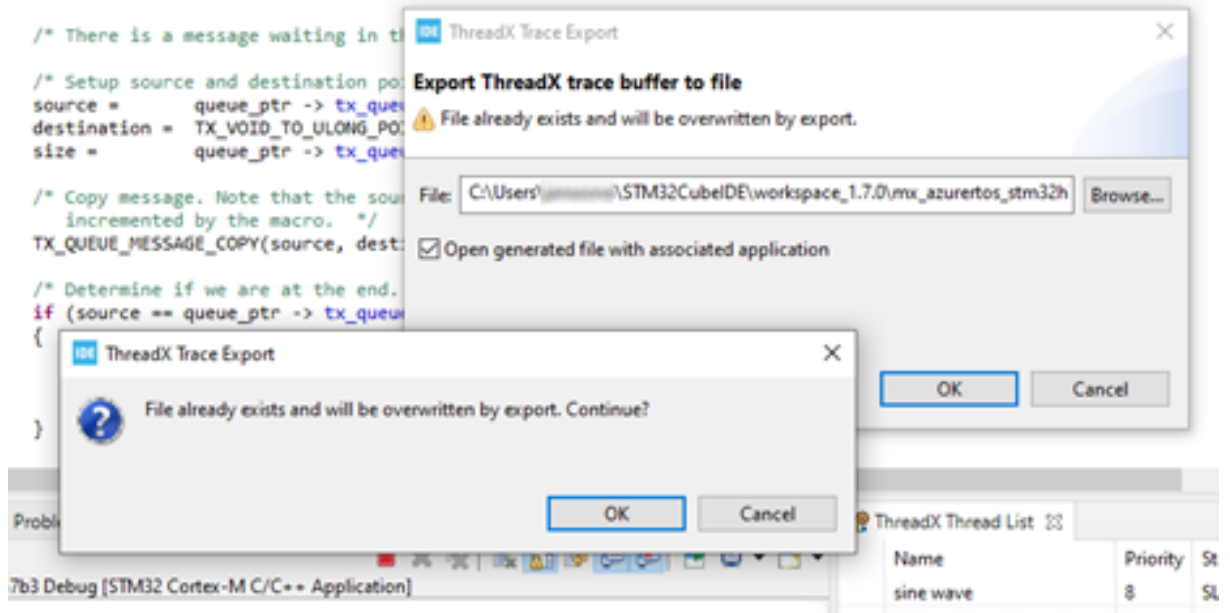 /* There is a message waiting in t
/* Setup source and destination po
source =        queue_ptr -> tx_queu
destination =  TX_VOID_TO_ULONG_PO
size =          queue_ptr -> tx_queu
/* Copy message. Note that the sou
incremented by the macro.  */
TX_QUEUE_MESSAGE_COPY(source, dest
/* Determine if we are at the end.
if (source == queue_ptr -> tx_queu
{
}
IDE ThreadX Trace Export
Export ThreadX trace buffer to file
File already exists and will be overwritten by export.
File: C:\Users\ \STM32CubeIDE\workspace_1.7.0\mx_azurertos_stm32h Browse...
Open generated file with associated application
OK Cancel
IDE ThreadX Trace Export
File already exists and will be overwritten by export. Continue?
OK Cancel
Proble
ThreadX Thread List
Name Priority St
7b3 Debug [STM32 Cortex-M C/C++ Application]
sine wave 8 SL